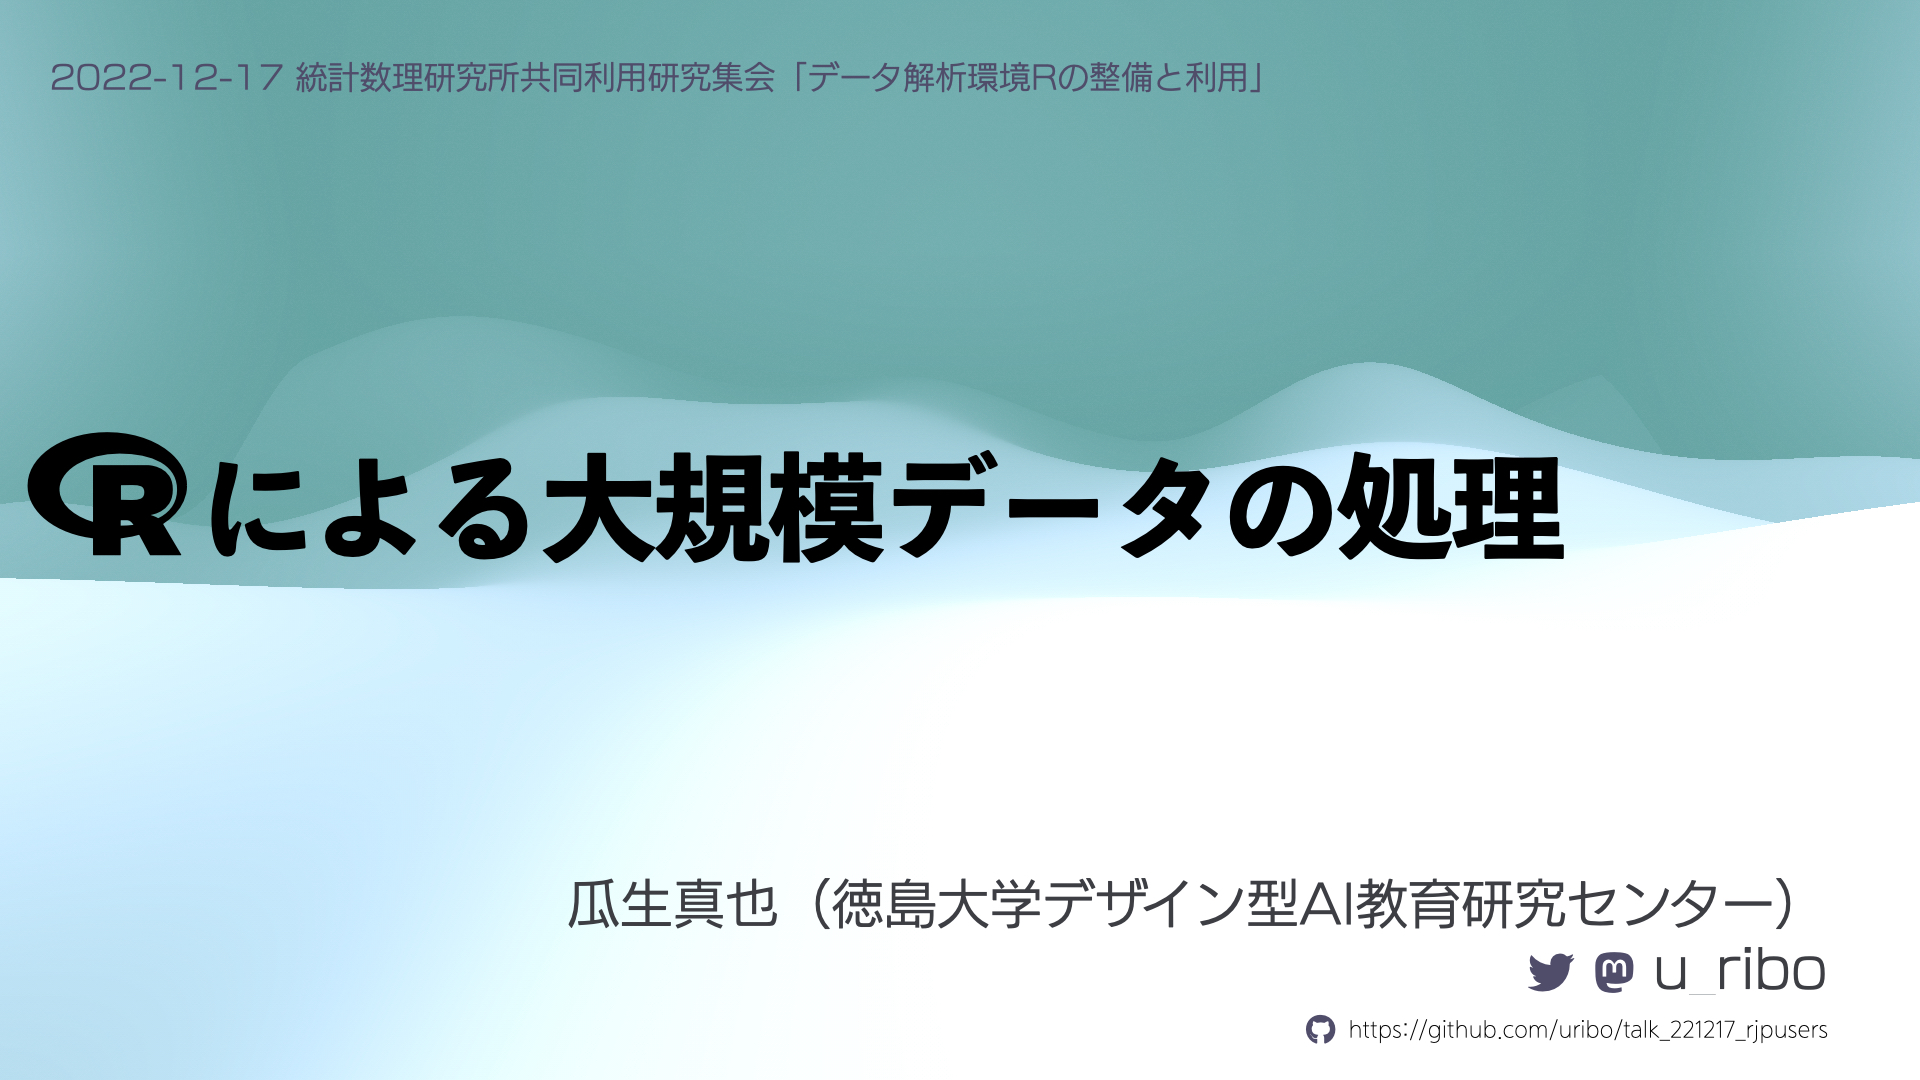 2022-12-17 統計数理研究所共同利用研究集会「データ解析環境Rの整備と利用」
Rによる大規模データの処理
瓜生真也（徳島大学デザイン型AI教育研究センター）
u_ribo
https://github.com/uribo/talk_221217_rjpusers